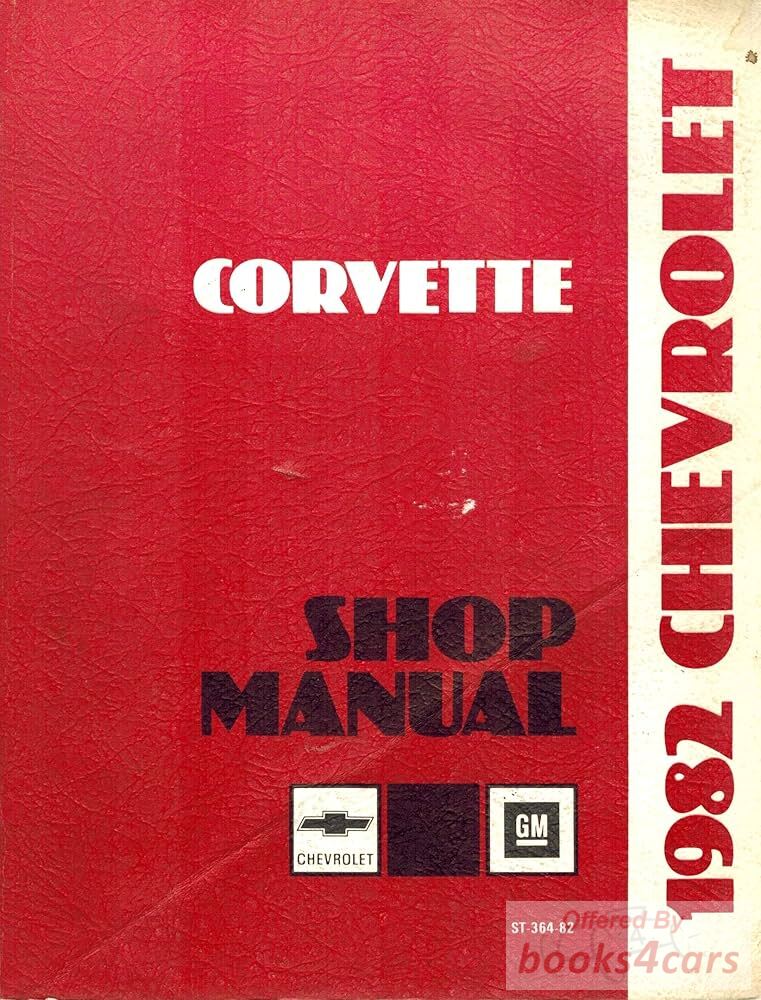 CORVETTE
SHOP
MANUAL
CHEVROLET
GM
ST-364-82
1982 CHEVROLET
Offered By
books4cars